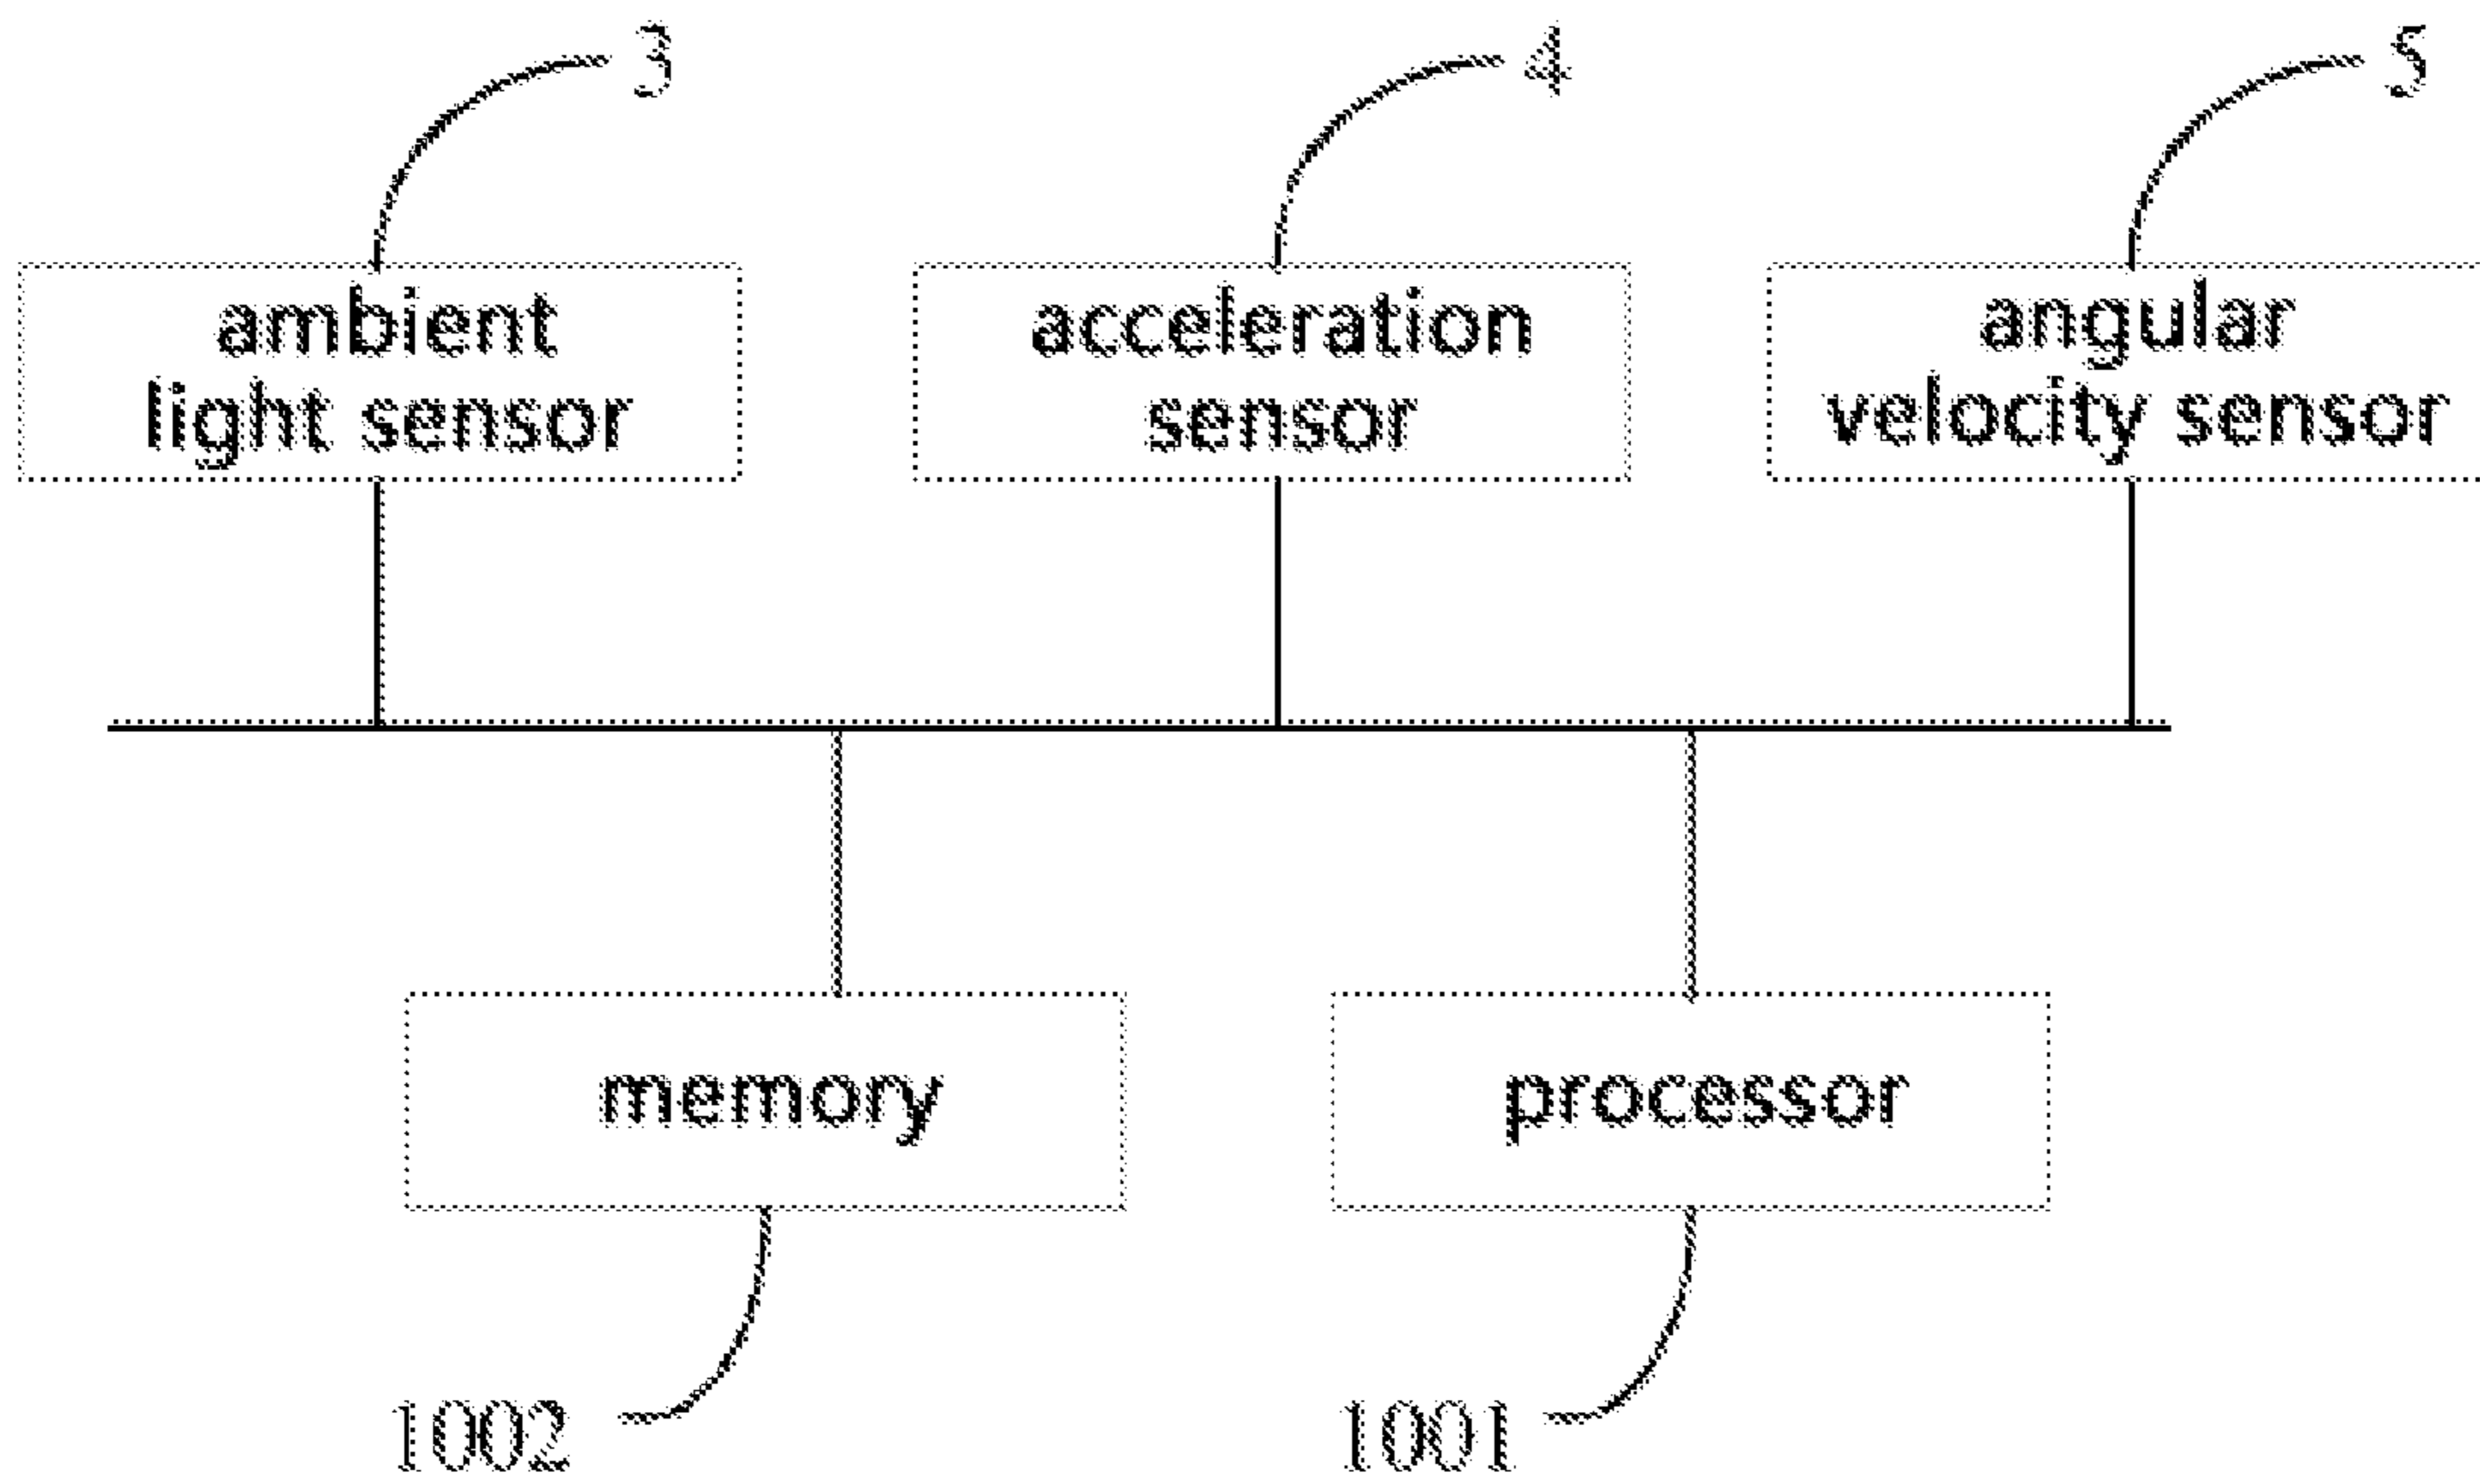 3
4
5
ambient
light sensor
acceleration
sensor
angular
velocity sensor
memory
processor
1002
1001